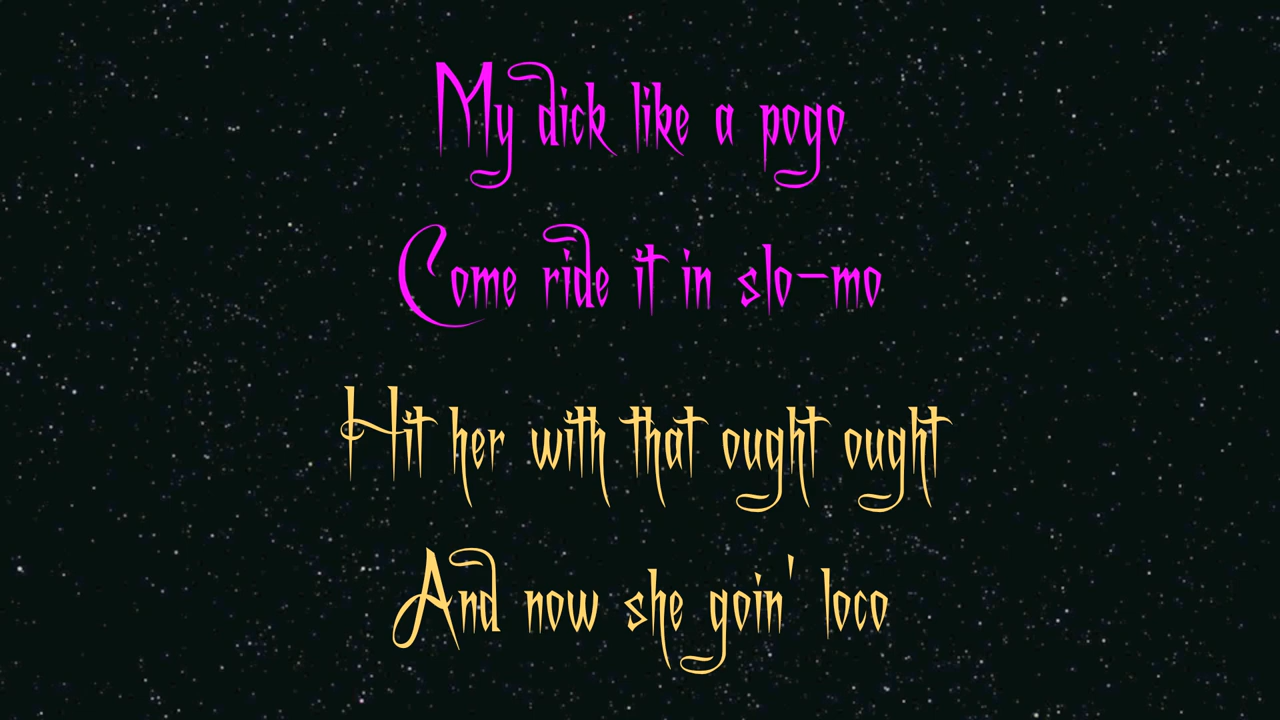 My dick like a pogo
Come ride it in slo-mo
Hit her with that ought ought
And now she goin' loco